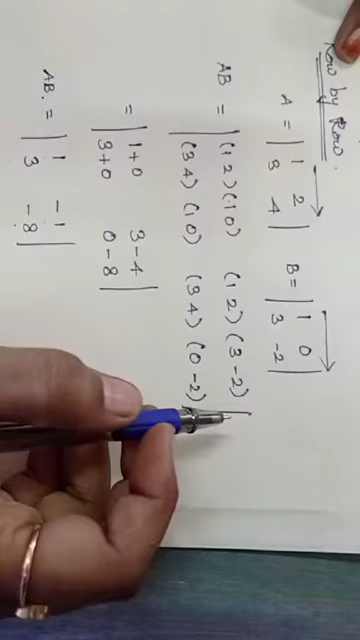 Row by Row.
A = | 1 2 | B = | 1 0 |
| 3 4 | | 3 -2 |
AB = | (1 2) (1 0) (1 2) (3 -2) |
| (3 4) (1 0) (3 4) (0 -2) |
= | 1+0 3-4 |
| 3+0 0-8 |
AB. = | 1 -1 |
| 3 -8 |